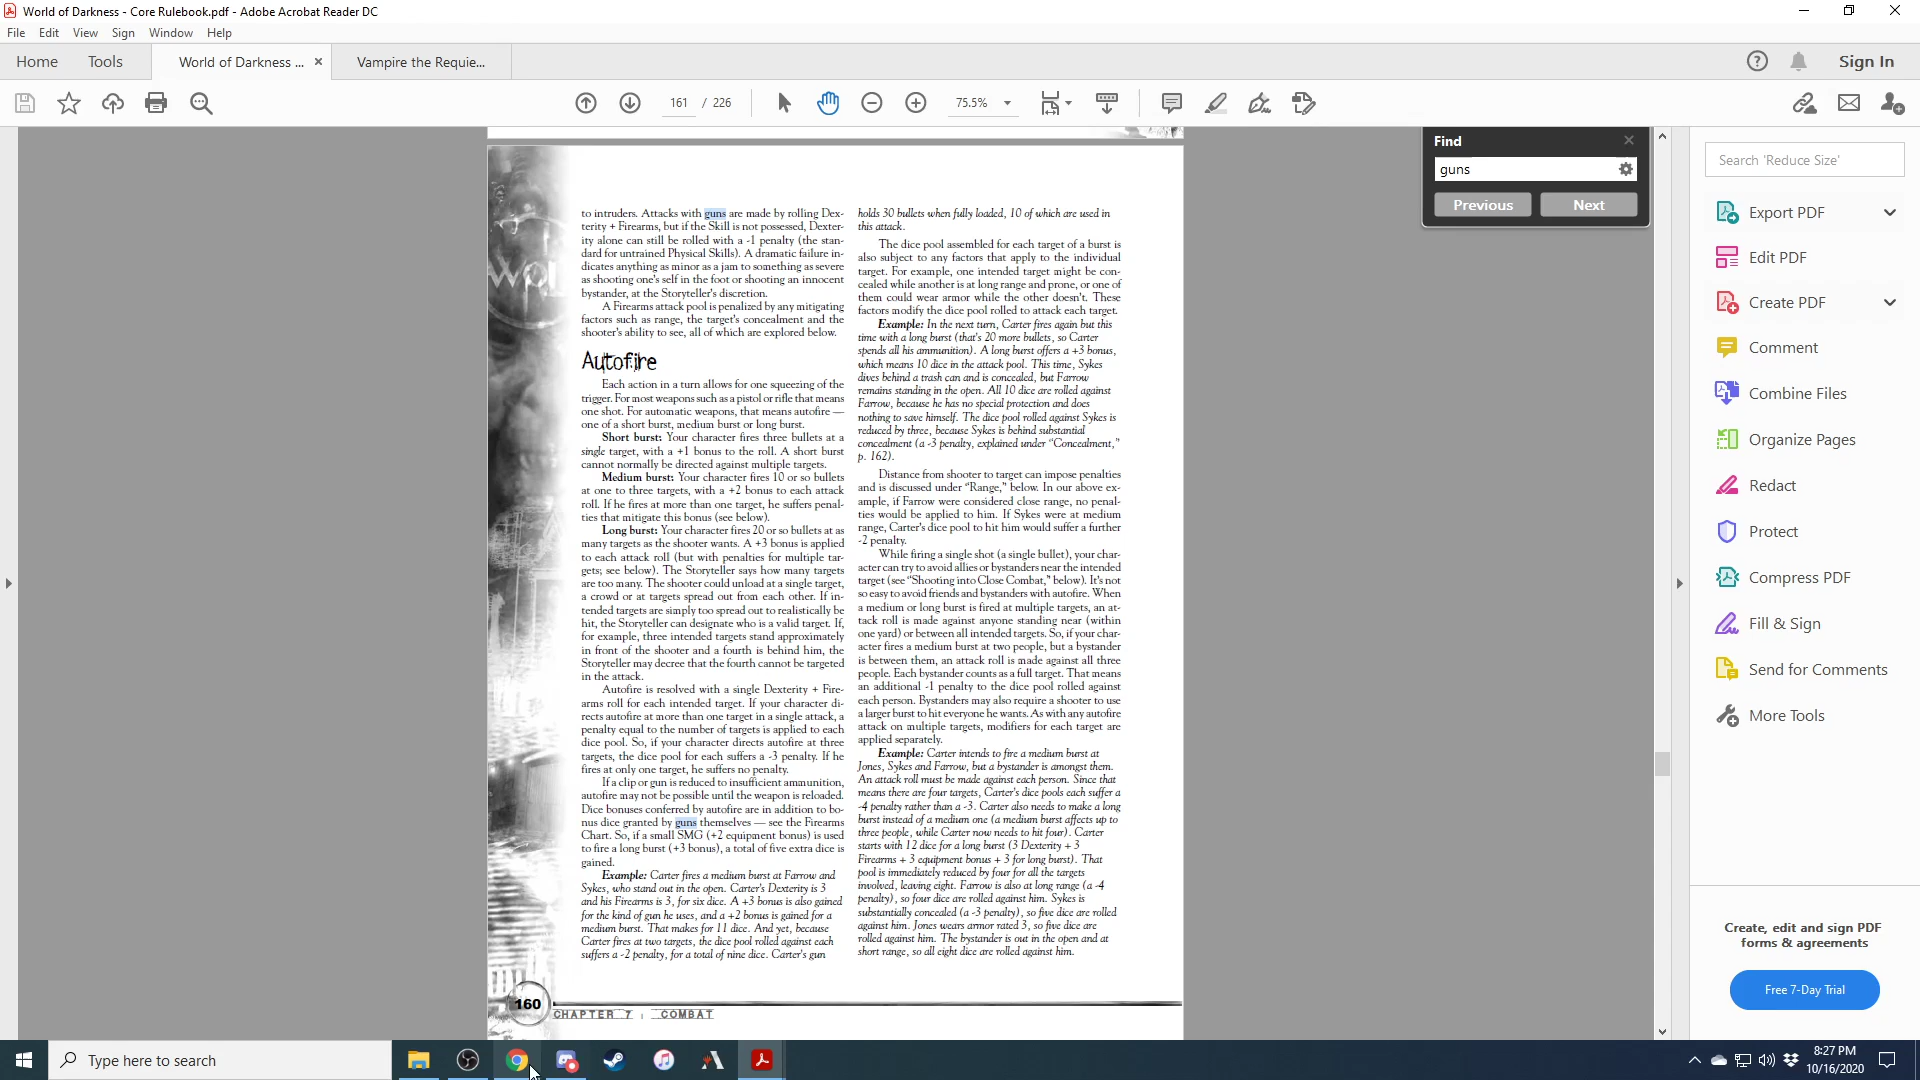 World of Darkness - Core Rulebook.pdf - Adobe Acrobat Reader DC
File Edit View Sign Window Help
Home Tools World of Darkness ... × Vampire the Requie... Sign In
161 / 226 75.5%
Find
guns
Previous Next
to intruders. Attacks with guns are made by rolling Dex-
terity + Firearms, but if the Skill is not possessed, Dexter-
ity alone can still be rolled with a -1 penalty (the stan-
dard for untrained Physical Skills). A dramatic failure in-
dicates anything as minor as a jam to something as severe
as shooting one's self in the foot or shooting an innocent
bystander, at the Storyteller's discretion.
A Firearms attack pool is penalized by any mitigating
factors such as range, the target's concealment and the
shooter's ability to see, all of which are explored below.
Autofire
Each action in a turn allows for one squeezing of the
trigger. For most weapons such as a pistol or rifle that means
one shot. For automatic weapons, that means autofire —
one of a short burst, medium burst or long burst.
Short burst: Your character fires three bullets at a
single target, with a +1 bonus to the roll. A short burst
cannot normally be directed against multiple targets.
Medium burst: Your character fires 10 or so bullets
at one to three targets, with a +2 bonus to each attack
roll. If he fires at more than one target, he suffers penal-
ties that mitigate this bonus (see below).
Long burst: Your character fires 20 or so bullets at as
many targets as the shooter wants. A +3 bonus is applied
to each attack roll (but with penalties for multiple tar-
gets; see below). The Storyteller says how many targets
are too many. The shooter could unload at a single target,
a crowd or at targets spread out from each other. If in-
tended targets are simply too spread out to realistically be
hit, the Storyteller can designate who is a valid target. If,
for example, three intended targets stand approximately
in front of the shooter and a fourth is behind him, the
Storyteller may decree that the fourth cannot be targeted
in the attack.
Autofire is resolved with a single Dexterity + Fire-
arms roll for each intended target. If your character di-
rects autofire at more than one target in a single attack, a
penalty equal to the number of targets is applied to each
dice pool. So, if your character directs autofire at three
targets, the dice pool for each suffers a -3 penalty. If he
fires at only one target, he suffers no penalty.
If a clip or gun is reduced to insufficient ammunition,
autofire may not be possible until the weapon is reloaded.
Dice bonuses conferred by autofire are in addition to bo-
nus dice granted by guns themselves — see the Firearms
Chart. So, if a small SMG (+2 equipment bonus) is used
to fire a long burst (+3 bonus), a total of five extra dice is
gained.
Example: Carter fires a medium burst at Farrow and
Sykes, who stand out in the open. Carter's Dexterity is 3
and his Firearms is 3, for six dice. A +3 bonus is also gained
for the kind of gun he uses, and a +2 bonus is gained for a
medium burst. That makes for 11 dice. And yet, because
Carter fires at two targets, the dice pool rolled against each
suffers a -2 penalty, for a total of nine dice. Carter's gun
holds 30 bullets when fully loaded, 10 of which are used in
this attack.
The dice pool assembled for each target of a burst is
also subject to any factors that apply to the individual
target. For example, one intended target might be con-
cealed while another is at long range and prone, or one of
them could wear armor while the other doesn't. These
factors modify the dice pool rolled to attack each target.
Example: In the next turn, Carter fires again but this
time with a long burst (that's 20 more bullets, so Carter
spends all his ammunition). A long burst offers a +3 bonus,
which means 10 dice in the attack pool. This time, Sykes
dives behind a trash can and is concealed, but Farrow
remains standing in the open. All 10 dice are rolled against
Farrow, because he has no special protection and does
nothing to save himself. The dice pool rolled against Sykes is
reduced by three, because Sykes is behind substantial
concealment (a -3 penalty, explained under "Concealment,"
p. 162).
Distance from shooter to target can impose penalties
and is discussed under "Range," below. In our above ex-
ample, if Farrow were considered close range, no penal-
ties would be applied to him. If Sykes were at medium
range, Carter's dice pool to hit him would suffer a further
-2 penalty.
While firing a single shot (a single bullet), your char-
acter can try to avoid allies or bystanders near the intended
target (see "Shooting into Close Combat," below). It's not
so easy to avoid friends and bystanders with autofire. When
a medium or long burst is fired at multiple targets, an at-
tack roll is made against anyone standing near (within
one yard) or between all intended targets. So, if your char-
acter fires a medium burst at two people, but a bystander
is between them, an attack roll is made against all three
people. Each bystander counts as a full target. That means
an additional -1 penalty to the dice pool rolled against
each person. Bystanders may also require a shooter to use
a larger burst to hit everyone he wants. As with any autofire
attack on multiple targets, modifiers for each target are
applied separately.
Example: Carter intends to fire a medium burst at
Jones, Sykes and Farrow, but a bystander is amongst them.
An attack roll must be made against each person. Since that
means there are four targets, Carter's dice pools each suffer a
-4 penalty rather than a -3. Carter also needs to make a long
burst instead of a medium one (a medium burst affects up to
three people, while Carter now needs to hit four). Carter
starts with 12 dice for a long burst (3 Dexterity + 3
Firearms + 3 equipment bonus + 3 for long burst). That
pool is immediately reduced by four for all the targets
involved, leaving eight. Farrow is also at long range (a -4
penalty), so four dice are rolled against him. Sykes is
substantially concealed (a -3 penalty), so five dice are rolled
against him. Jones wears armor rated 3, so five dice are
rolled against him. The bystander is out in the open and at
short range, so all eight dice are rolled against him.
160
CHAPTER 7 | COMBAT
Search 'Reduce Size'
Export PDF
Edit PDF
Create PDF
Comment
Combine Files
Organize Pages
Redact
Protect
Compress PDF
Fill & Sign
Send for Comments
More Tools
Create, edit and sign PDF
forms & agreements
Free 7-Day Trial
Type here to search
8:27 PM
10/16/2020